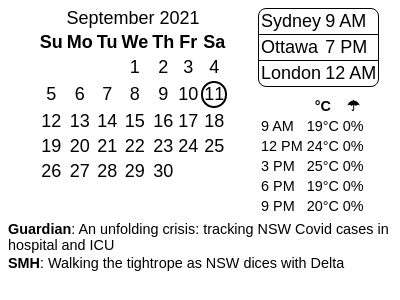 September 2021
Su Mo Tu We Th Fr Sa
1 2 3 4
5 6 7 8 9 10 11
12 13 14 15 16 17 18
19 20 21 22 23 24 25
26 27 28 29 30
Sydney 9 AM
Ottawa 7 PM
London 12 AM
°C ☂
9 AM 19°C 0%
12 PM 24°C 0%
3 PM 25°C 0%
6 PM 19°C 0%
9 PM 20°C 0%
Guardian: An unfolding crisis: tracking NSW Covid cases in
hospital and ICU
SMH: Walking the tightrope as NSW dices with Delta